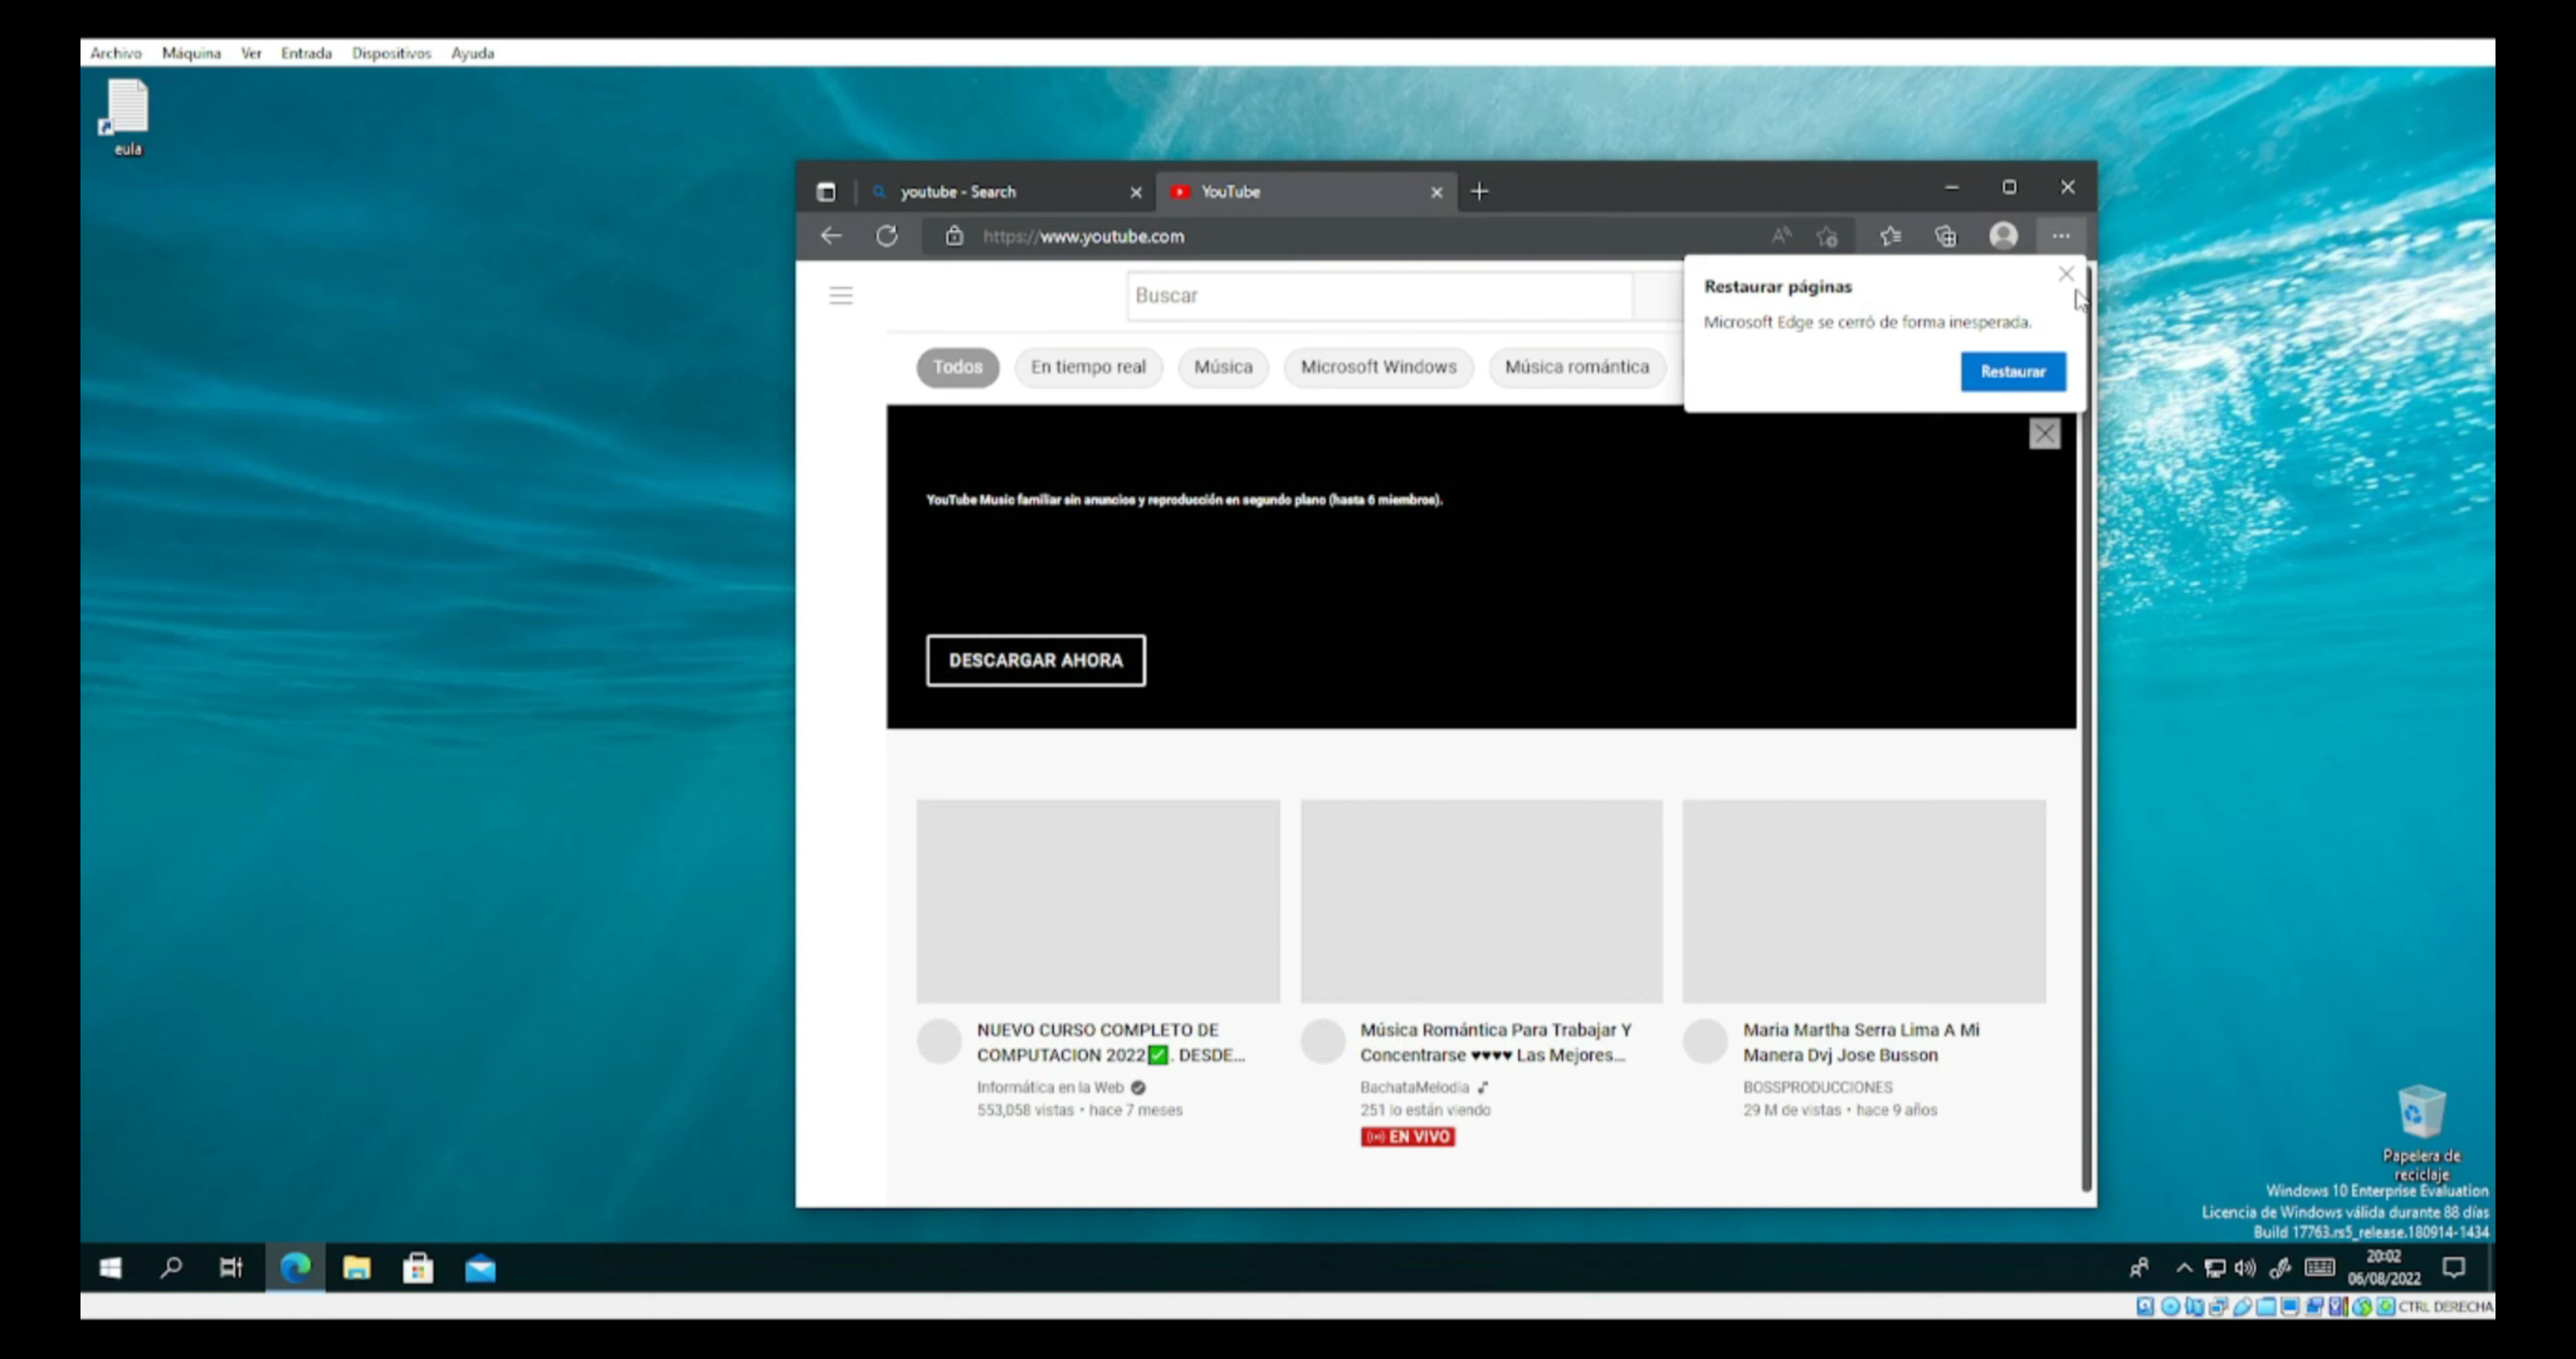 Archivo Máquina Ver Entrada Dispositivos Ayuda
eula
youtube - Search
YouTube
https://www.youtube.com
Buscar
Restaurar páginas
Microsoft Edge se cerró de forma inesperada.
Restaurar
Todos
En tiempo real
Música
Microsoft Windows
Música romántica
YouTube Music familiar sin anuncios y reproducción en segundo plano (hasta 6 miembros).
DESCARGAR AHORA
NUEVO CURSO COMPLETO DE
COMPUTACION 2022✅. DESDE...
Informática en la Web
553,058 vistas • hace 7 meses
Música Romántica Para Trabajar Y
Concentrarse ♥♥♥♥ Las Mejores...
BachataMelodia
251 lo están viendo
EN VIVO
Maria Martha Serra Lima A Mi
Manera Dvj Jose Busson
BOSSPRODUCCIONES
29 M de vistas • hace 9 años
Papelera de
reciclaje
Windows 10 Enterprise Evaluation
Licencia de Windows válida durante 88 días
Build 17763.rs5_release.180914-1434
20:02
06/08/2022
CTRL DERECHA